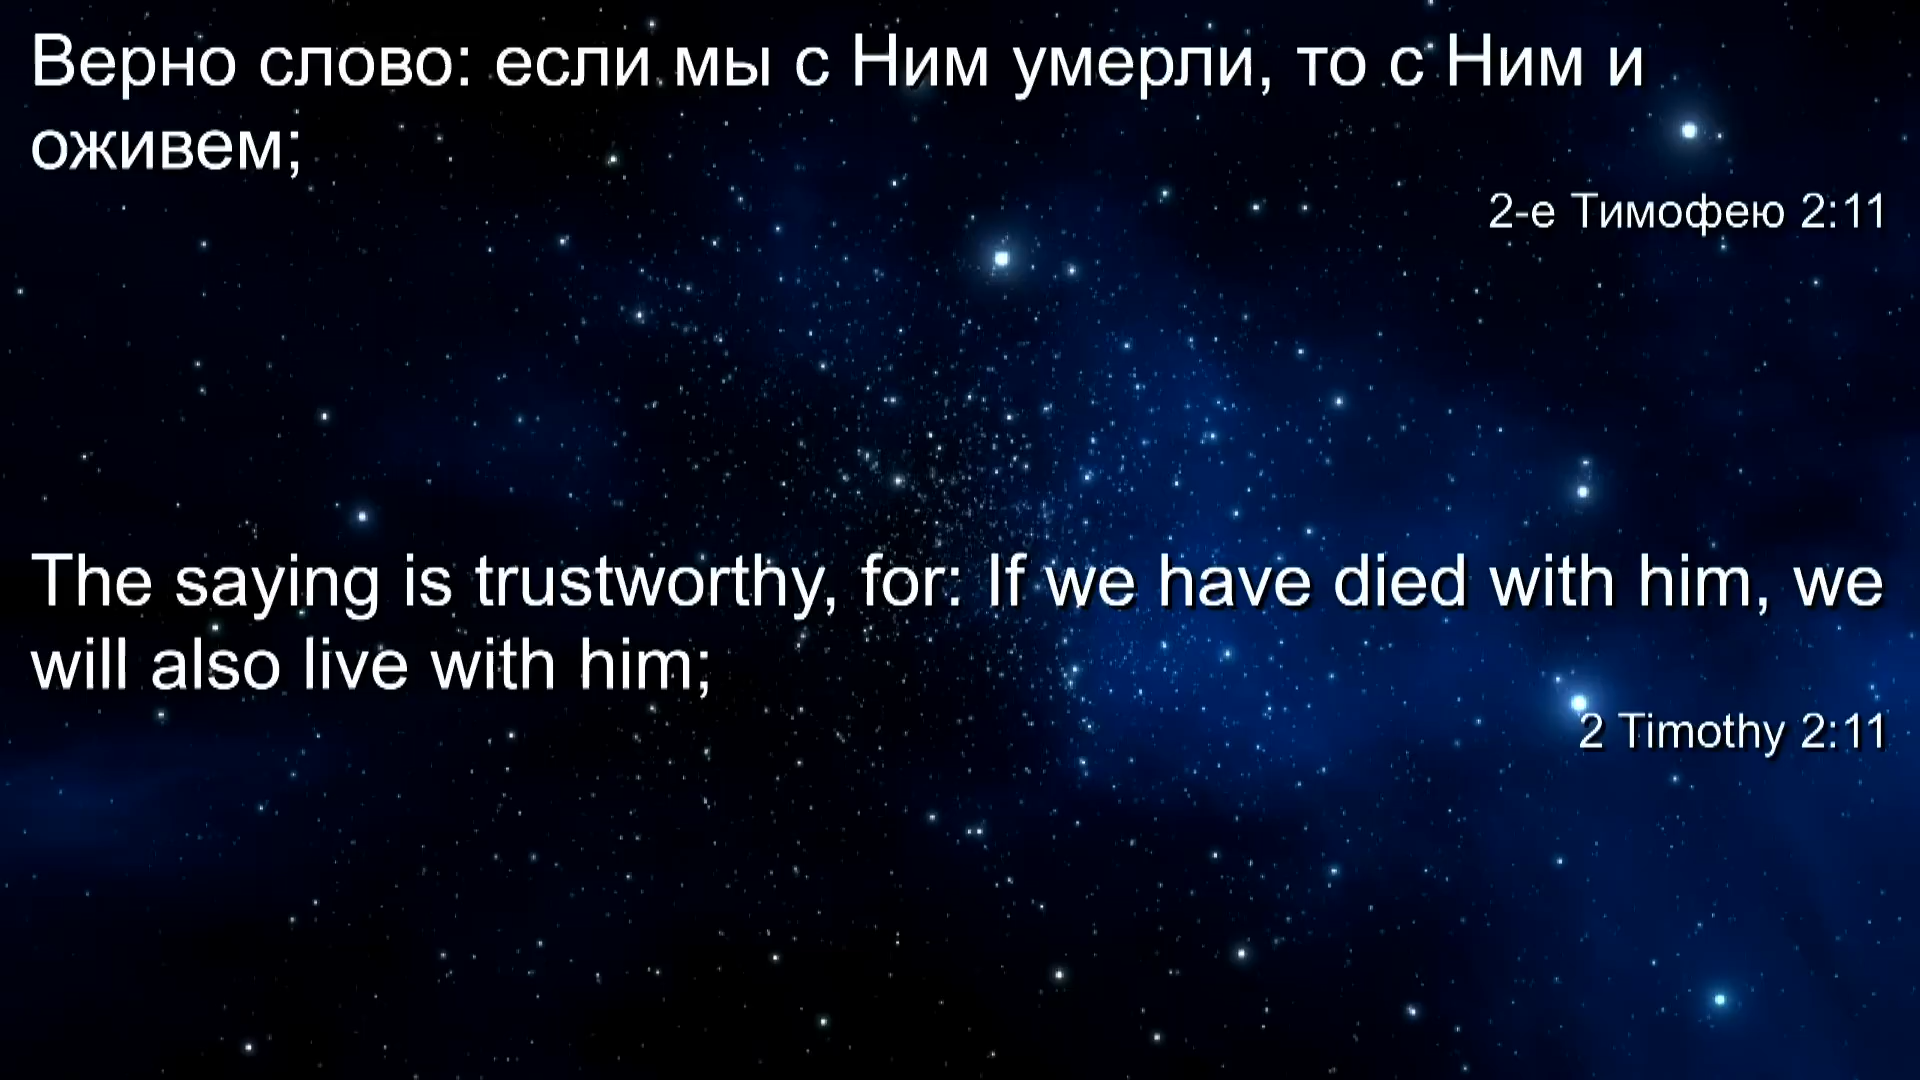 Верно слово: если мы с Ним умерли, то с Ним и
оживем;
2-е Тимофею 2:11
The saying is trustworthy, for: If we have died with him, we
will also live with him;
2 Timothy 2:11